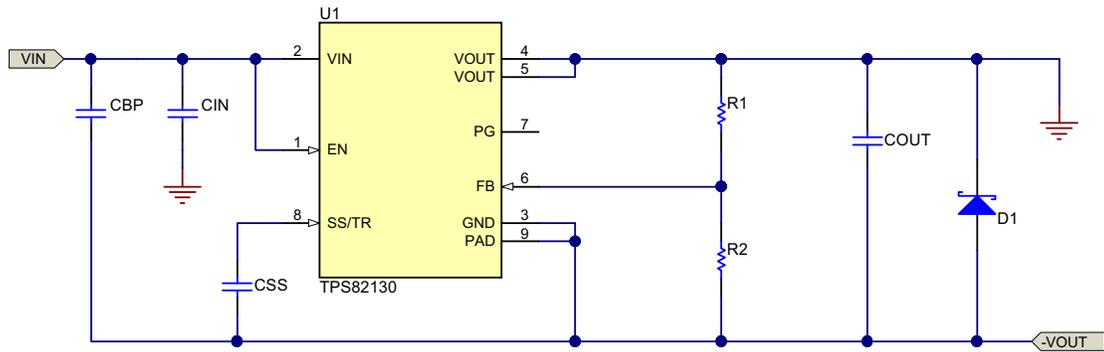 U1
VIN
2
VIN
VOUT
4
VOUT
5
CBP
CIN
R1
PG
7
COUT
1
EN
FB
6
8
SS/TR
GND
3
D1
PAD
9
R2
CSS
TPS82130
-VOUT